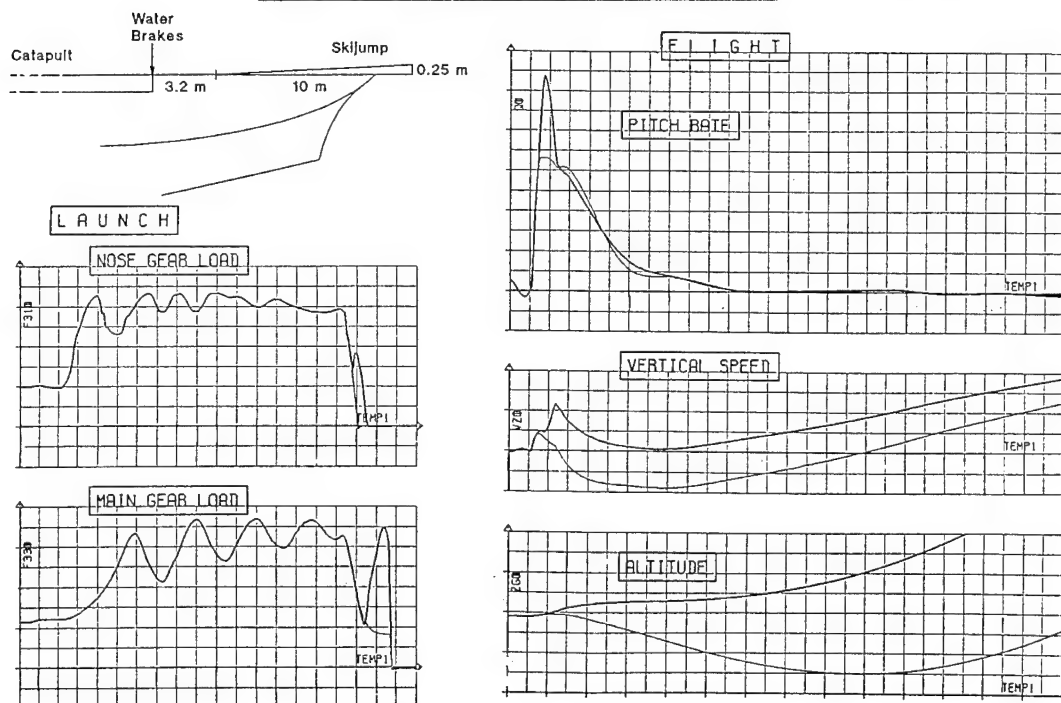 Water
Brakes
Catapult
Skijump
3.2 m
10 m
0.25 m
LAUNCH
NOSE GEAR LOAD
F310
TEMP1
MAIN GEAR LOAD
F330
TEMP1
FLIGHT
PITCH RATE
TEMP1
VERTICAL SPEED
VZ0
TEMP1
ALTITUDE
TEMP1